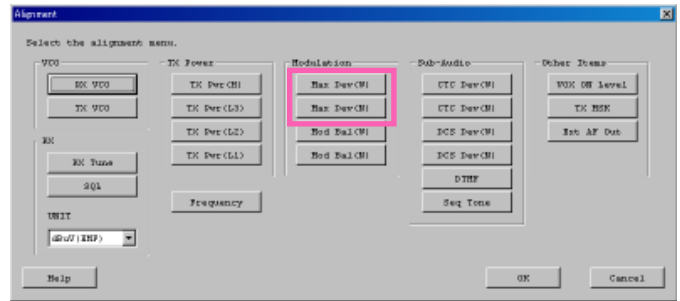 Alignment
Select the alignment menu.
VCO
RX VCO
TX VCO
RX
RX Tune
SQL
UNIT
dBuV(EMF)
TX Power
TX Pwr(H)
TX Pwr(L3)
TX Pwr(L2)
TX Pwr(L1)
Frequency
Modulation
Max Dev(W)
Max Dev(N)
Mod Bal(W)
Mod Bal(N)
Sub-Audio
CTC Dev(W)
CTC Dev(N)
DCS Dev(W)
DCS Dev(N)
DTMF
Seq Tone
Other Items
VOX ON Level
TX MSK
Ext AF Out
Help
OK
Cancel